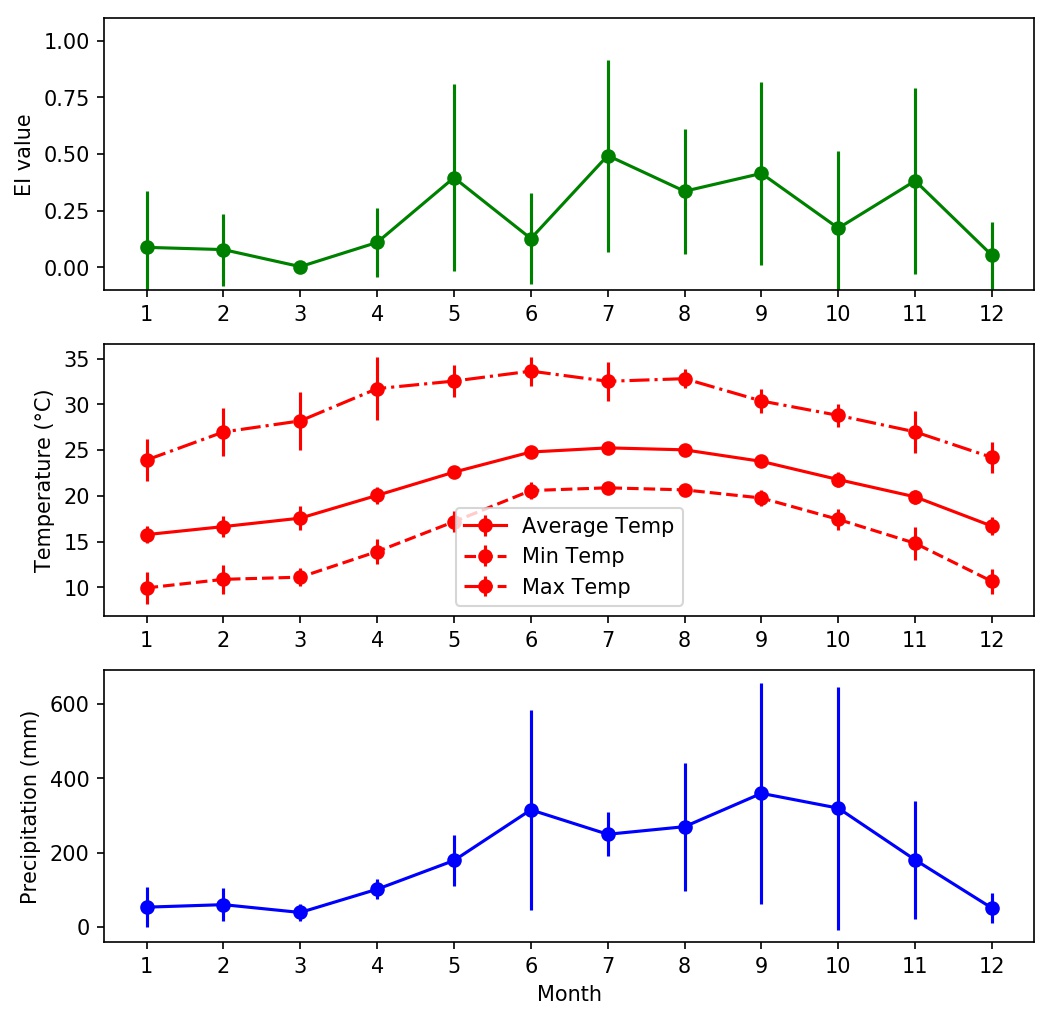 1.00
0.75
0.50
0.25
0.00
EI value
1 2 3 4 5 6 7 8 9 10 11 12
35
30
25
20
15
10
Temperature (°C)
Average Temp
Min Temp
Max Temp
1 2 3 4 5 6 7 8 9 10 11 12
600
400
200
0
Precipitation (mm)
1 2 3 4 5 6 7 8 9 10 11 12
Month